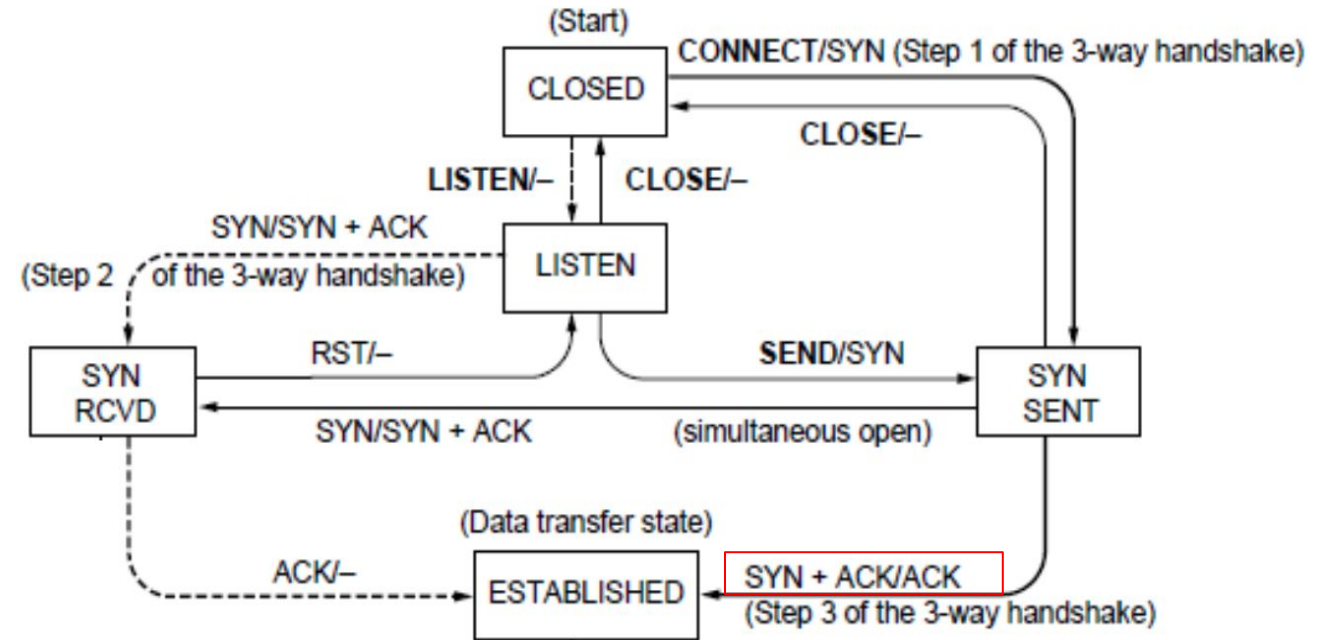 (Start)
CONNECT/SYN (Step 1 of the 3-way handshake)
CLOSED
CLOSE/–
LISTEN/–
CLOSE/–
SYN/SYN + ACK
(Step 2 of the 3-way handshake)
LISTEN
RST/–
SEND/SYN
SYN
RCVD
SYN
SENT
SYN/SYN + ACK
(simultaneous open)
(Data transfer state)
ACK/–
ESTABLISHED
SYN + ACK/ACK
(Step 3 of the 3-way handshake)